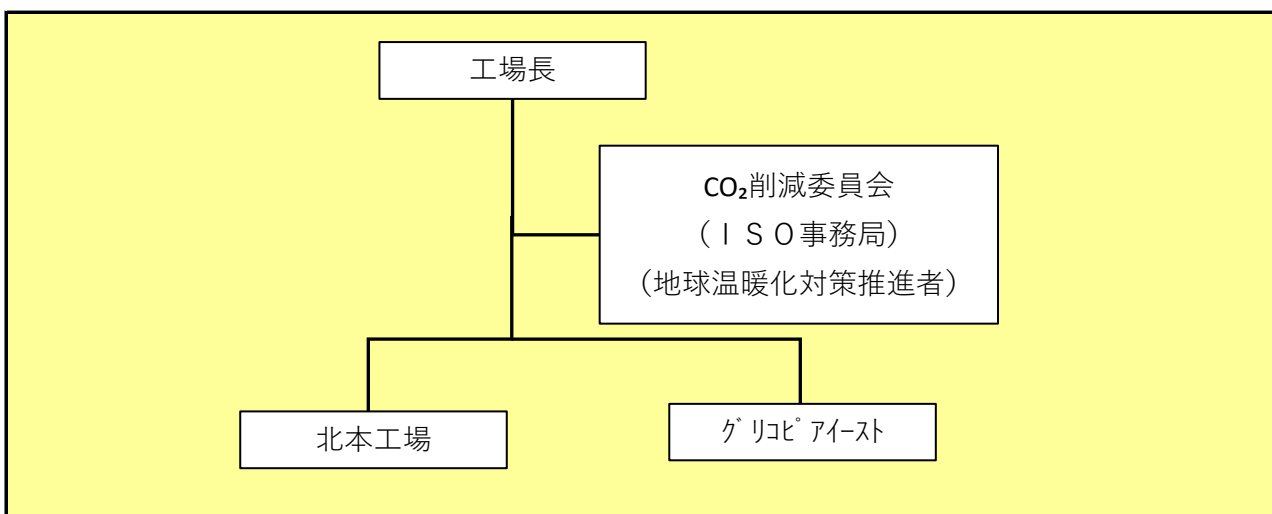 工場長
CO₂削減委員会
（ＩＳＯ事務局）
（地球温暖化対策推進者）
北本工場
ｸﾞﾘｺﾋﾟｱｲｰｽﾄ